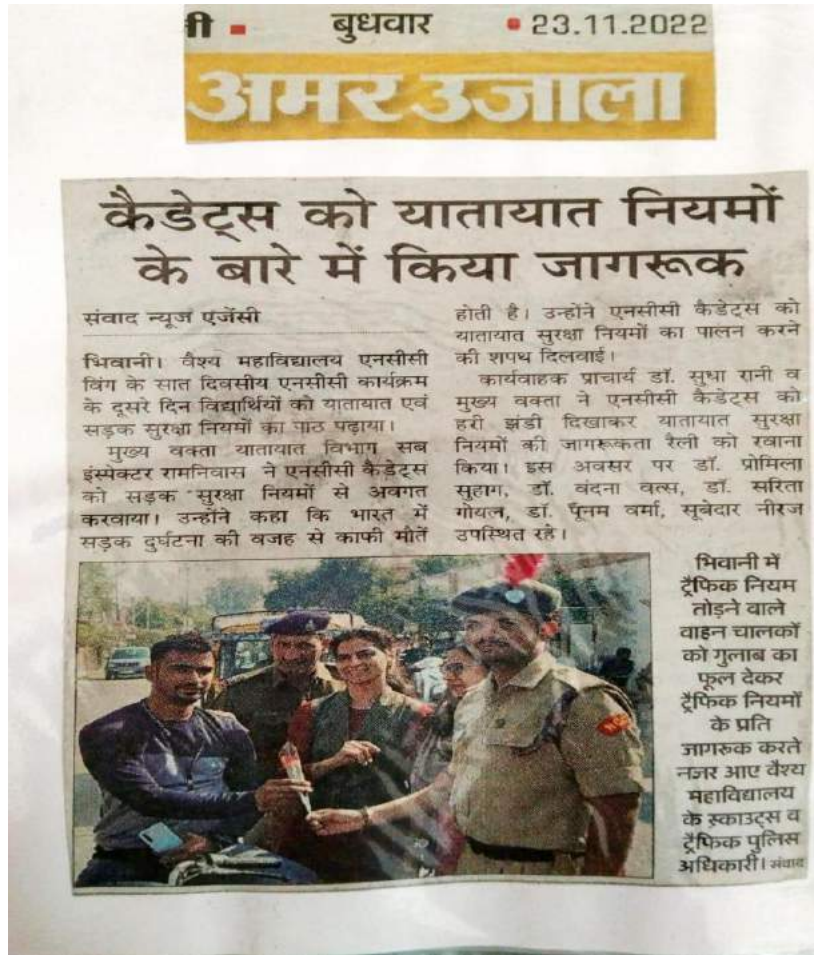 नी
बुधवार
23.11.2022
अमर उजाला
कैडेट्स को यातायात नियमों
के बारे में किया जागरूक
संवाद न्यूज एजेंसी
भिवानी। वैश्य महाविद्यालय एनसीसी
विंग के सात दिवसीय एनसीसी कार्यक्रम
के दूसरे दिन विद्यार्थियों को यातायात एवं
सड़क सुरक्षा नियमों का पाठ पढ़ाया।
मुख्य वक्ता यातायात विभाग सब
इंस्पेक्टर रामनिवास ने एनसीसी कैडेट्स
को सड़क सुरक्षा नियमों से अवगत
करवाया। उन्होंने कहा कि भारत में
सड़क दुर्घटना की वजह से काफी मौतें
होती है। उन्होंने एनसीसी कैडेट्स को
यातायात सुरक्षा नियमों का पालन करने
की शपथ दिलवाई।
कार्यवाहक प्राचार्य डॉ. सुधा रानी व
मुख्य वक्ता ने एनसीसी कैडेट्स को
हरी झंडी दिखाकर यातायात सुरक्षा
नियमों की जागरूकता रैली को रवाना
किया। इस अवसर पर डॉ. प्रोमिला
सुहाग, डॉ. वंदना वत्स, डॉ. सरिता
गोयल, डॉ. पूनम वर्मा, सूबेदार नीरज
उपस्थित रहे।
भिवानी में
ट्रैफिक नियम
तोड़ने वाले
वाहन चालकों
को गुलाब का
फूल देकर
ट्रैफिक नियमों
के प्रति
जागरूक करते
नजर आए वैश्य
महाविद्यालय
के स्काउट्स व
ट्रैफिक पुलिस
अधिकारी। संवाद